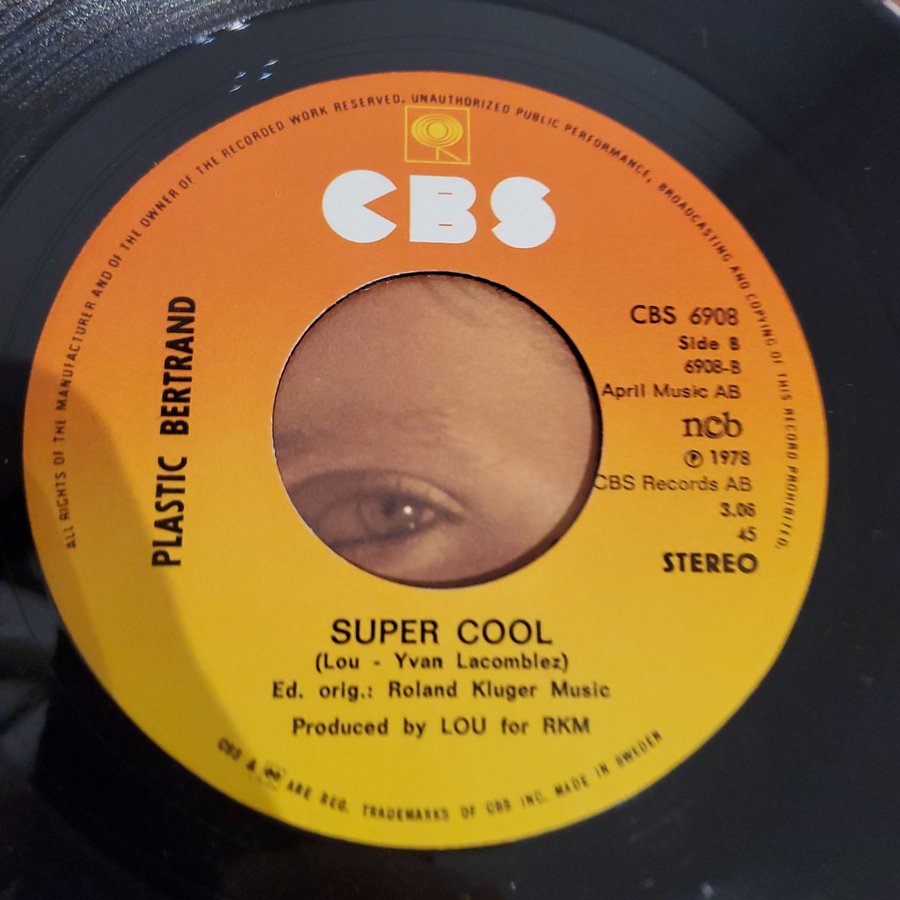 ALL RIGHTS OF THE MANUFACTURER AND OF THE OWNER OF THE RECORDED WORK RESERVED. UNAUTHORIZED PUBLIC PERFORMANCE, BROADCASTING AND COPYING OF THIS RECORD PROHIBITED.
CBS
PLASTIC BERTRAND
CBS 6908
Side B
6908-B
April Music AB
ncb
℗ 1978
CBS Records AB
3.08
45
STEREO
SUPER COOL
(Lou - Yvan Lacomblez)
Ed. orig.: Roland Kluger Music
Produced by LOU for RKM
CBS & ARE REG. TRADEMARKS OF CBS INC. MADE IN SWEDEN